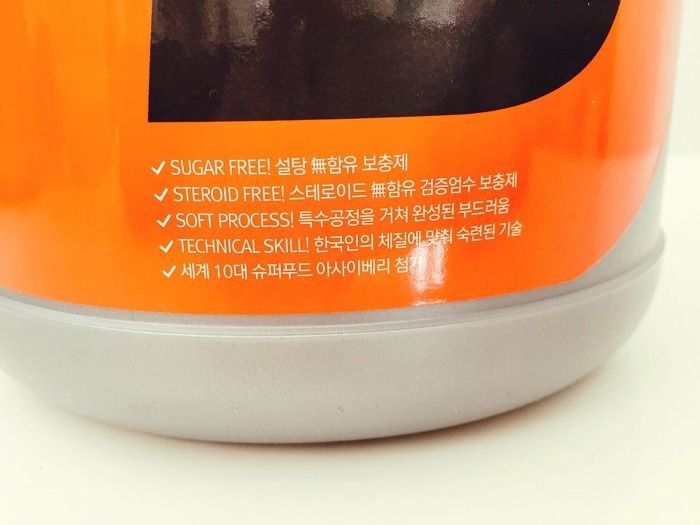 ✓ SUGAR FREE! 설탕 無함유 보충제
✓ STEROID FREE! 스테로이드 無함유 검증엄수 보충제
✓ SOFT PROCESS! 특수공정을 거쳐 완성된 부드러움
✓ TECHNICAL SKILL! 한국인의 체질에 맞춰 숙련된 기술
✓ 세계 10대 슈퍼푸드 아사이베리 첨가